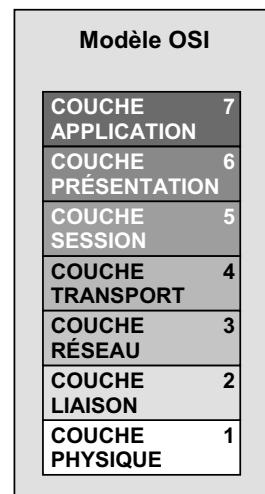 Modèle OSI
COUCHE 7
APPLICATION
COUCHE 6
PRÉSENTATION
COUCHE 5
SESSION
COUCHE 4
TRANSPORT
COUCHE 3
RÉSEAU
COUCHE 2
LIAISON
COUCHE 1
PHYSIQUE